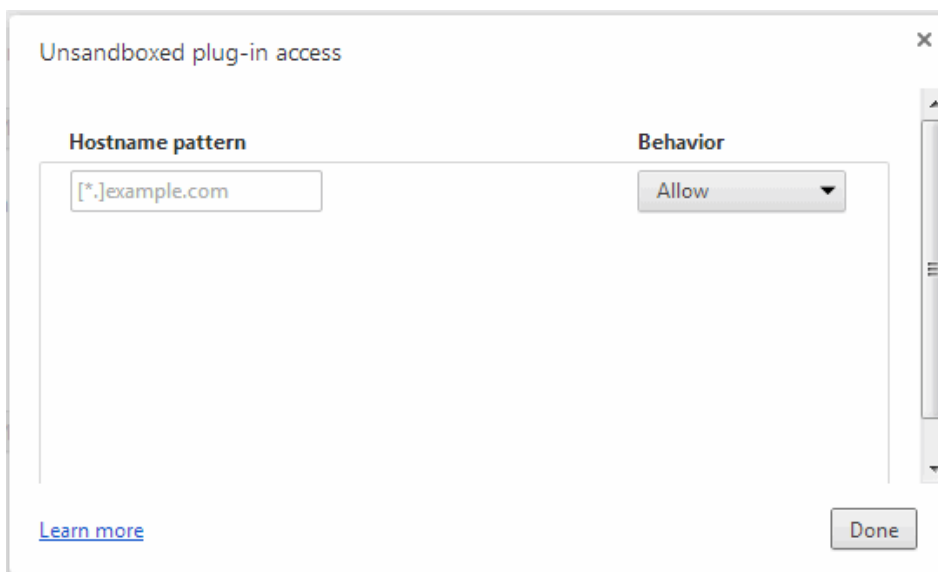 Unsandboxed plug-in access
×
Hostname pattern Behavior
[*.]example.com Allow
Learn more Done